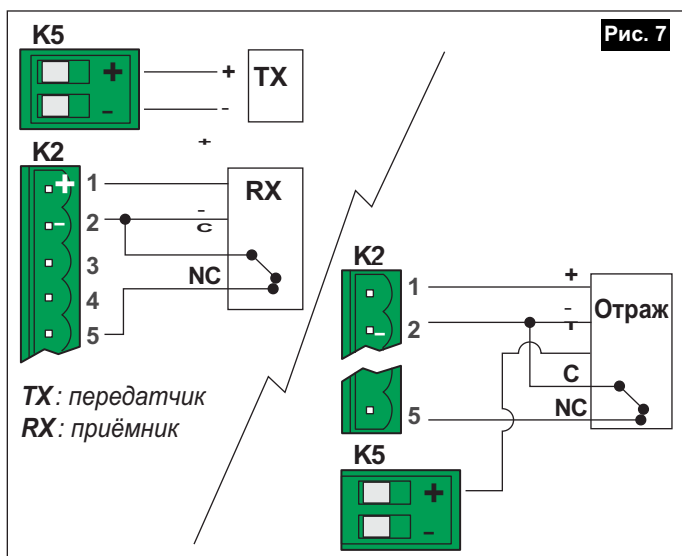 Рис. 7
K5
+ + TX
- -
+
K2
+ 1 RX
- 2 -
C
3
NC
4
5
TX: передатчик
RX: приёмник
K2
1 + Отраж
- 2 -
T
C
5 NC
K5
+
-